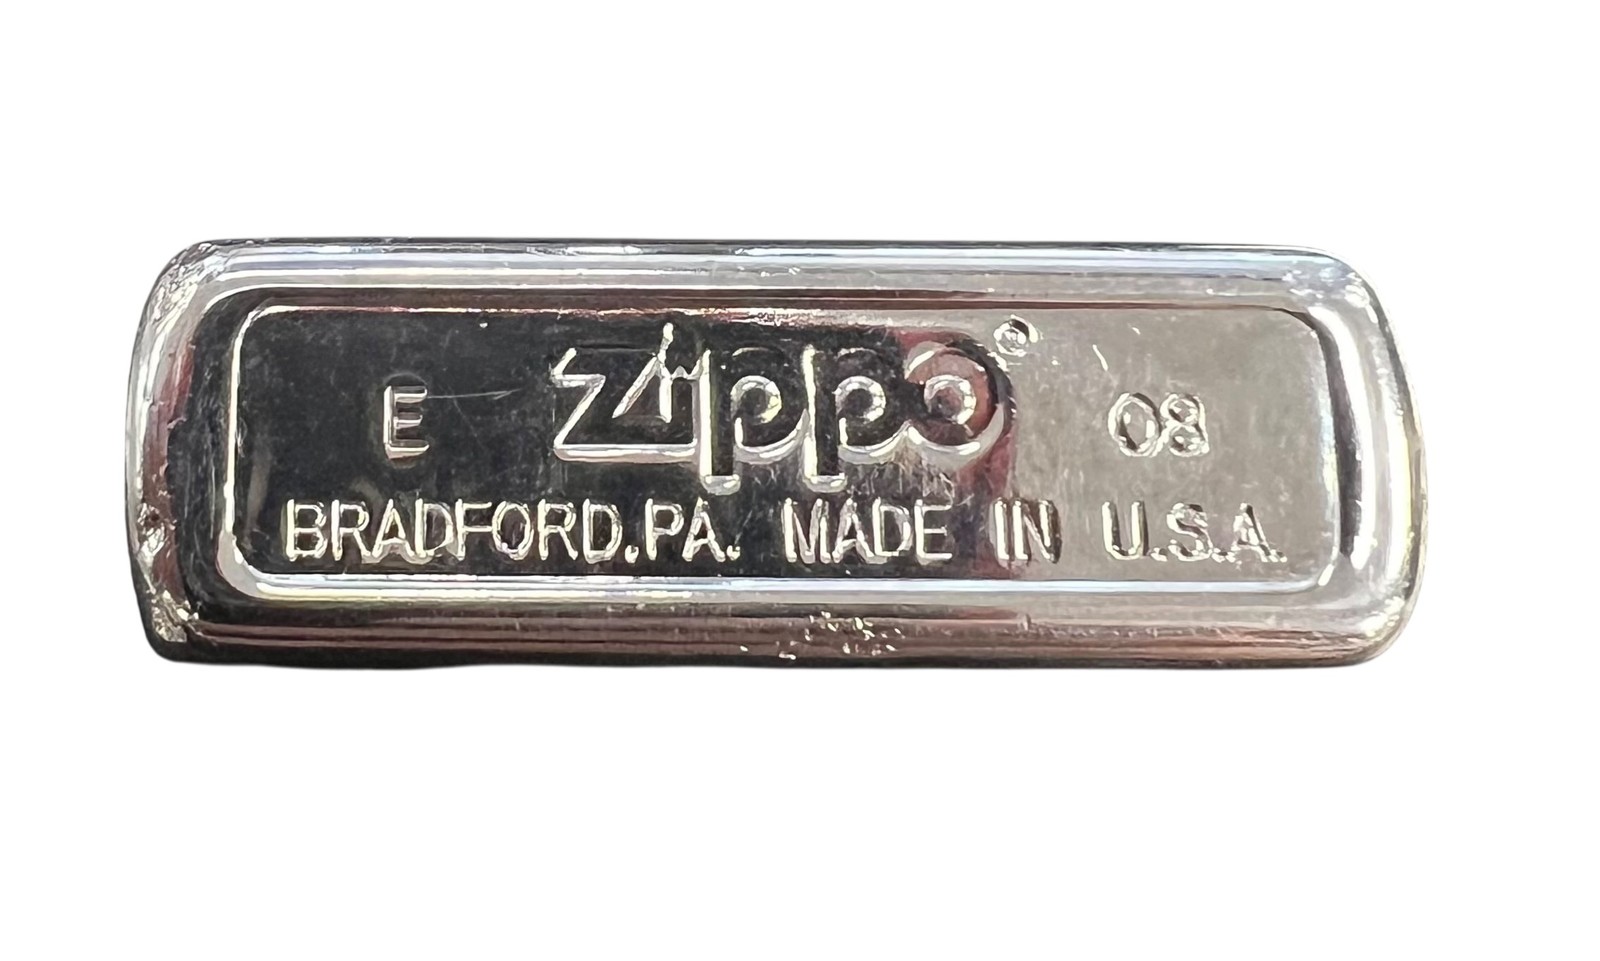 E Zippo® 08
BRADFORD.PA. MADE IN U.S.A.